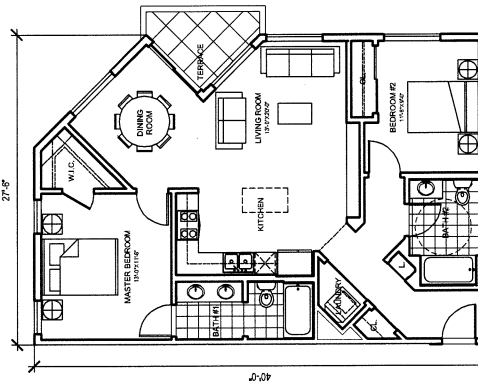 TERRACE
DINING
ROOM
LIVING ROOM
CL.
BEDROOM #2
W.I.C.
27'-6"
KITCHEN
MASTER BEDROOM
BATH #2
BATH #1
LAUNDRY
CL.
L
40'-0"